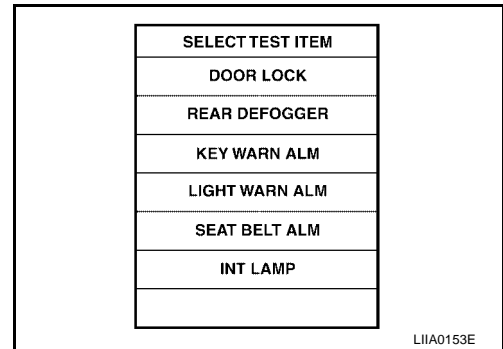 SELECT TEST ITEM
DOOR LOCK
REAR DEFOGGER
KEY WARN ALM
LIGHT WARN ALM
SEAT BELT ALM
INT LAMP
LIIA0153E